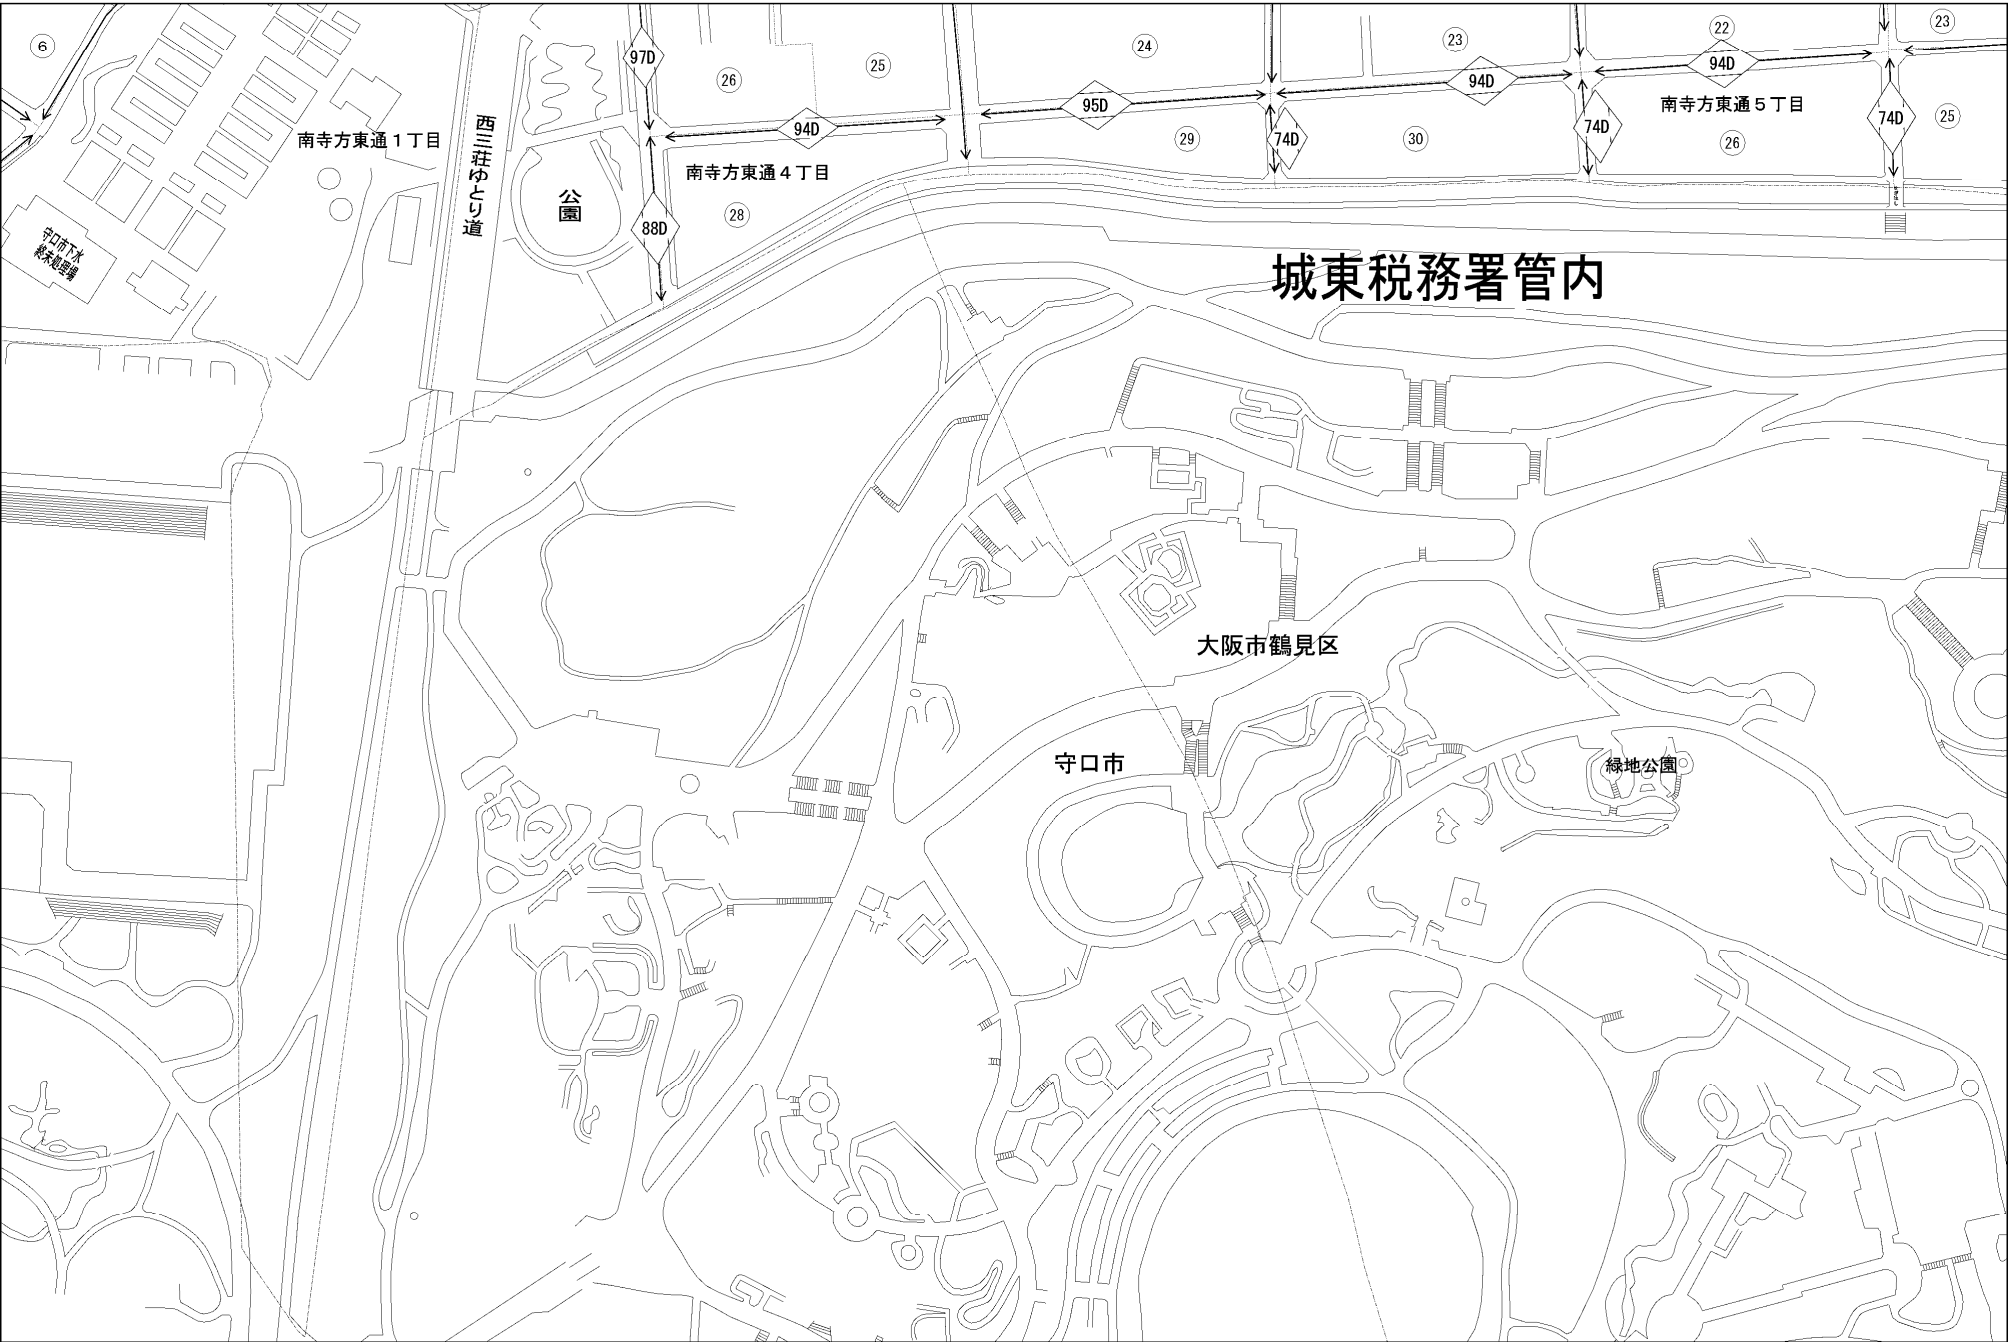 6
97D
26
25
24
23
22
23
94D
95D
94D
94D
南寺方東通5丁目
南寺方東通1丁目
西三荘ゆとり道
29
74D
30
74D
26
74D
25
南寺方東通4丁目
公園
28
88D
守口市下水
終末処理場
城東税務署管内
大阪市鶴見区
守口市
緑地公園